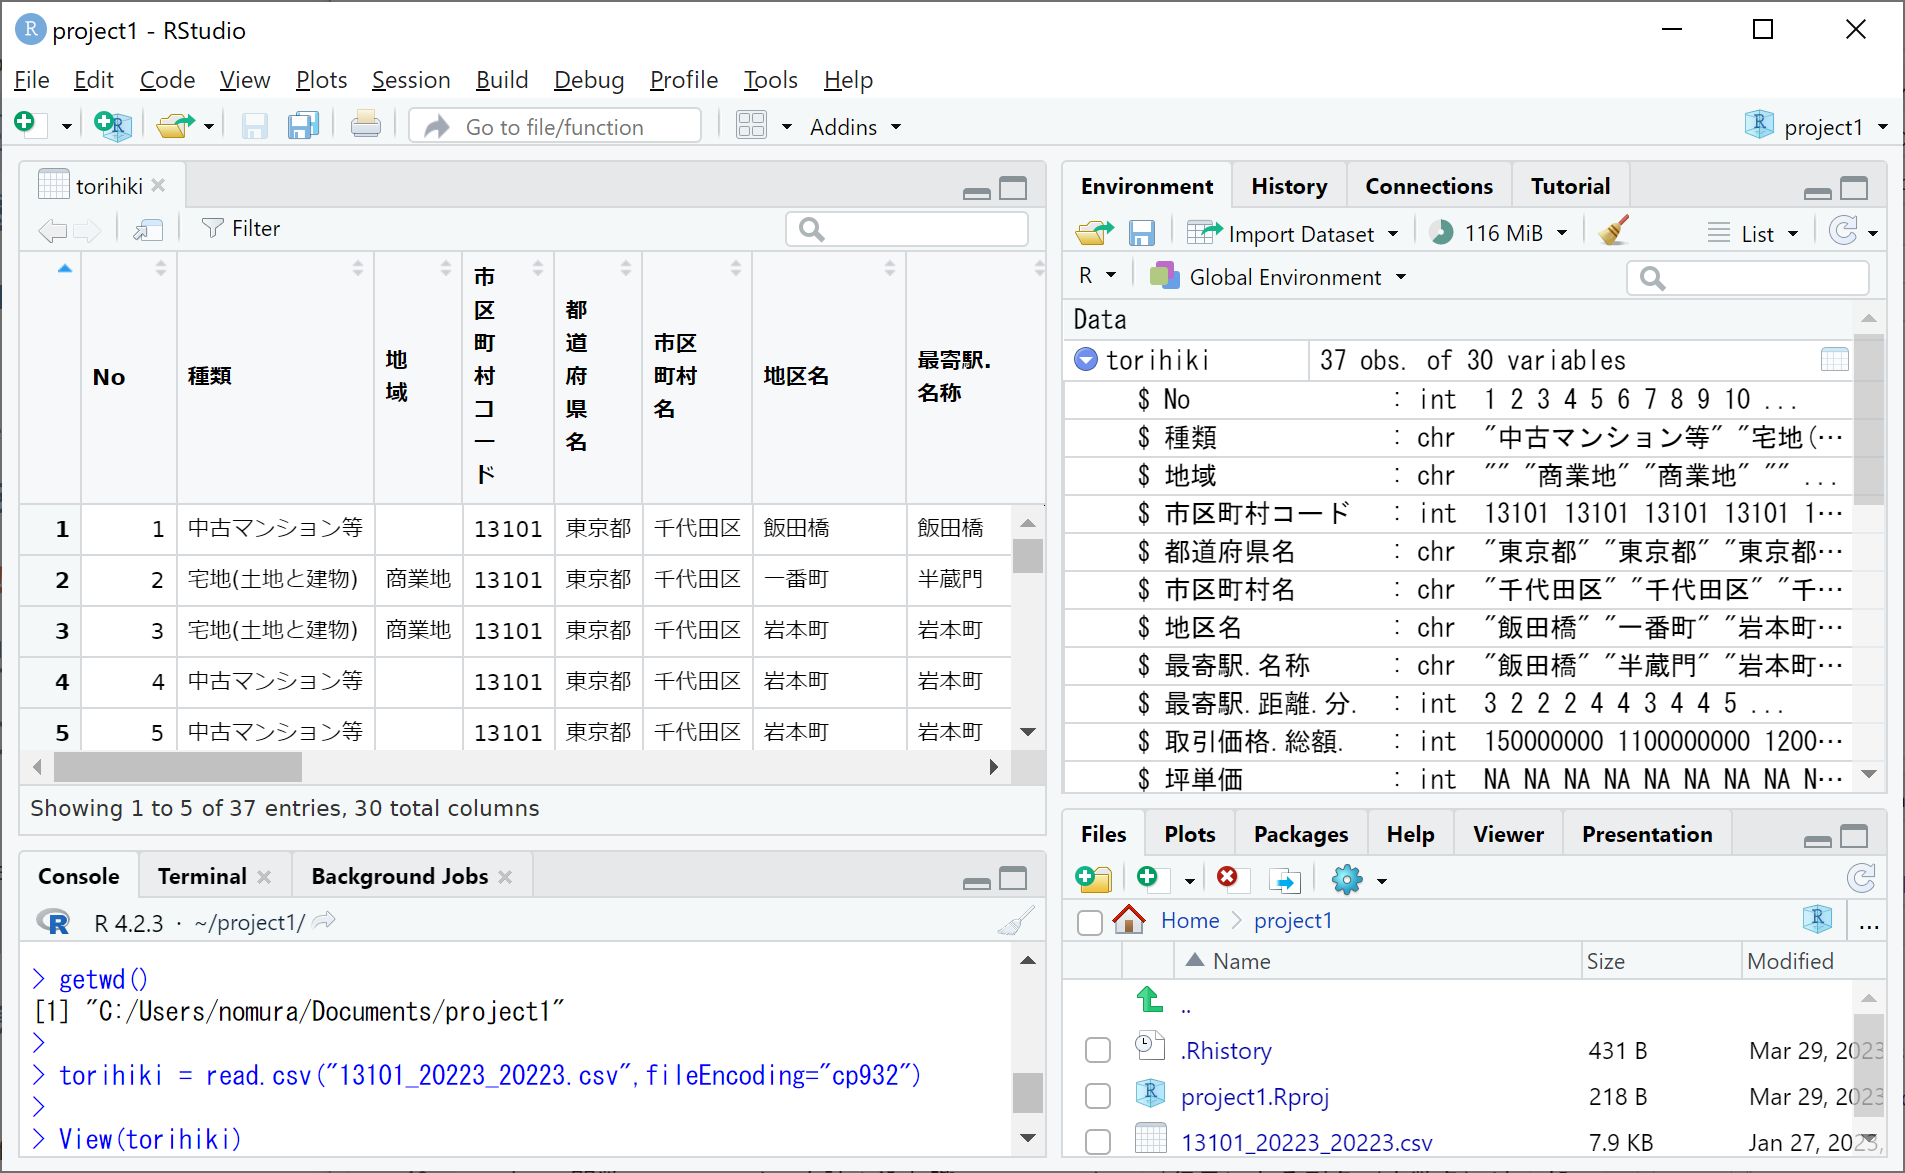 project1 - RStudio
File Edit Code View Plots Session Build Debug Profile Tools Help
Go to file/function Addins project1
torihiki
Filter
No 種類 地域 市区町村コード 都道府県名 市区町村名 地区名 最寄駅.名称
1 1 中古マンション等 13101 東京都 千代田区 飯田橋 飯田橋
2 2 宅地(土地と建物) 商業地 13101 東京都 千代田区 一番町 半蔵門
3 3 宅地(土地と建物) 商業地 13101 東京都 千代田区 岩本町 岩本町
4 4 中古マンション等 13101 東京都 千代田区 岩本町 岩本町
5 5 中古マンション等 13101 東京都 千代田区 岩本町 岩本町
Showing 1 to 5 of 37 entries, 30 total columns
Console Terminal Background Jobs
R R 4.2.3 · ~/project1/
> getwd()
[1] "C:/Users/nomura/Documents/project1"
>
> torihiki = read.csv("13101_20223_20223.csv",fileEncoding="cp932")
>
> View(torihiki)
Environment History Connections Tutorial
Import Dataset 116 MiB List
R Global Environment
Data
torihiki 37 obs. of 30 variables
$ No : int 1 2 3 4 5 6 7 8 9 10 ...
$ 種類 : chr "中古マンション等" "宅地(…
$ 地域 : chr "" "商業地" "商業地" "" ...
$ 市区町村コード : int 13101 13101 13101 13101 1…
$ 都道府県名 : chr "東京都" "東京都" "東京都…
$ 市区町村名 : chr "千代田区" "千代田区" "千…
$ 地区名 : chr "飯田橋" "一番町" "岩本町…
$ 最寄駅.名称 : chr "飯田橋" "半蔵門" "岩本町…
$ 最寄駅.距離.分. : int 3 2 2 2 4 4 3 4 4 5 ...
$ 取引価格.総額. : int 150000000 1100000000 1200…
$ 坪単価 : int NA NA NA NA NA NA NA NA N…
Files Plots Packages Help Viewer Presentation
Home project1 ...
Name Size Modified
..
.Rhistory 431 B Mar 29, 2023
project1.Rproj 218 B Mar 29, 2023
13101_20223_20223.csv 7.9 KB Jan 27, 2023,